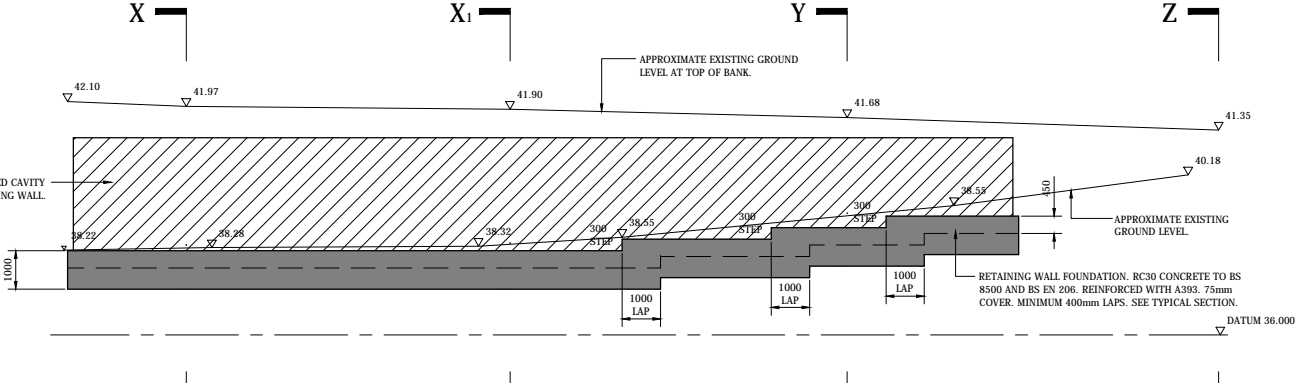 X
X1
Y
Z
APPROXIMATE EXISTING GROUND
LEVEL AT TOP OF BANK.
42.10
41.97
41.90
41.68
41.35
40.18
CAVITY
WALL.
38.22
38.28
38.32
300
STEP
38.55
300
STEP
300
STEP
38.55
450
APPROXIMATE EXISTING
GROUND LEVEL.
1000
1000
LAP
1000
LAP
1000
LAP
RETAINING WALL FOUNDATION. RC30 CONCRETE TO BS
8500 AND BS EN 206. REINFORCED WITH A393. 75mm
COVER. MINIMUM 400mm LAPS. SEE TYPICAL SECTION.
DATUM 36.000